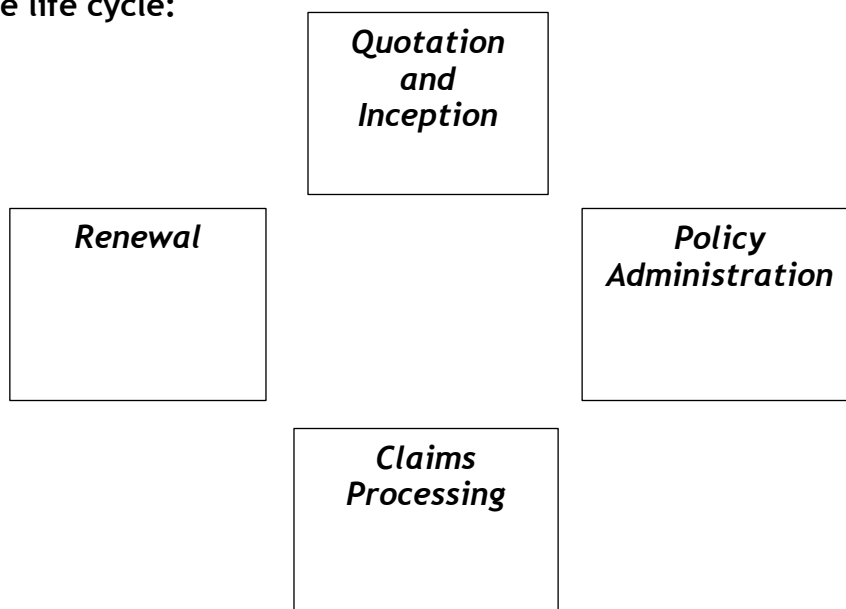 e life cycle:
Quotation
and
Inception
Renewal
Policy
Administration
Claims
Processing